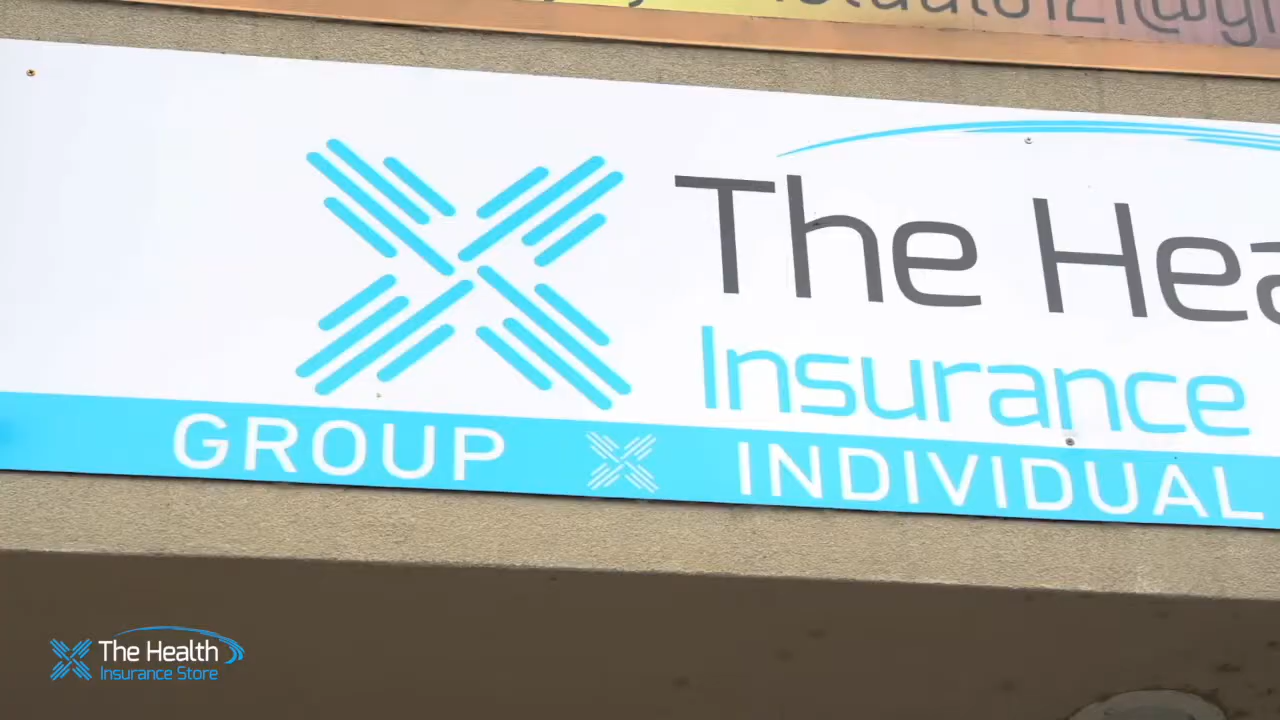 The Hea
Insurance
GROUP INDIVIDUAL
The Health
Insurance Store